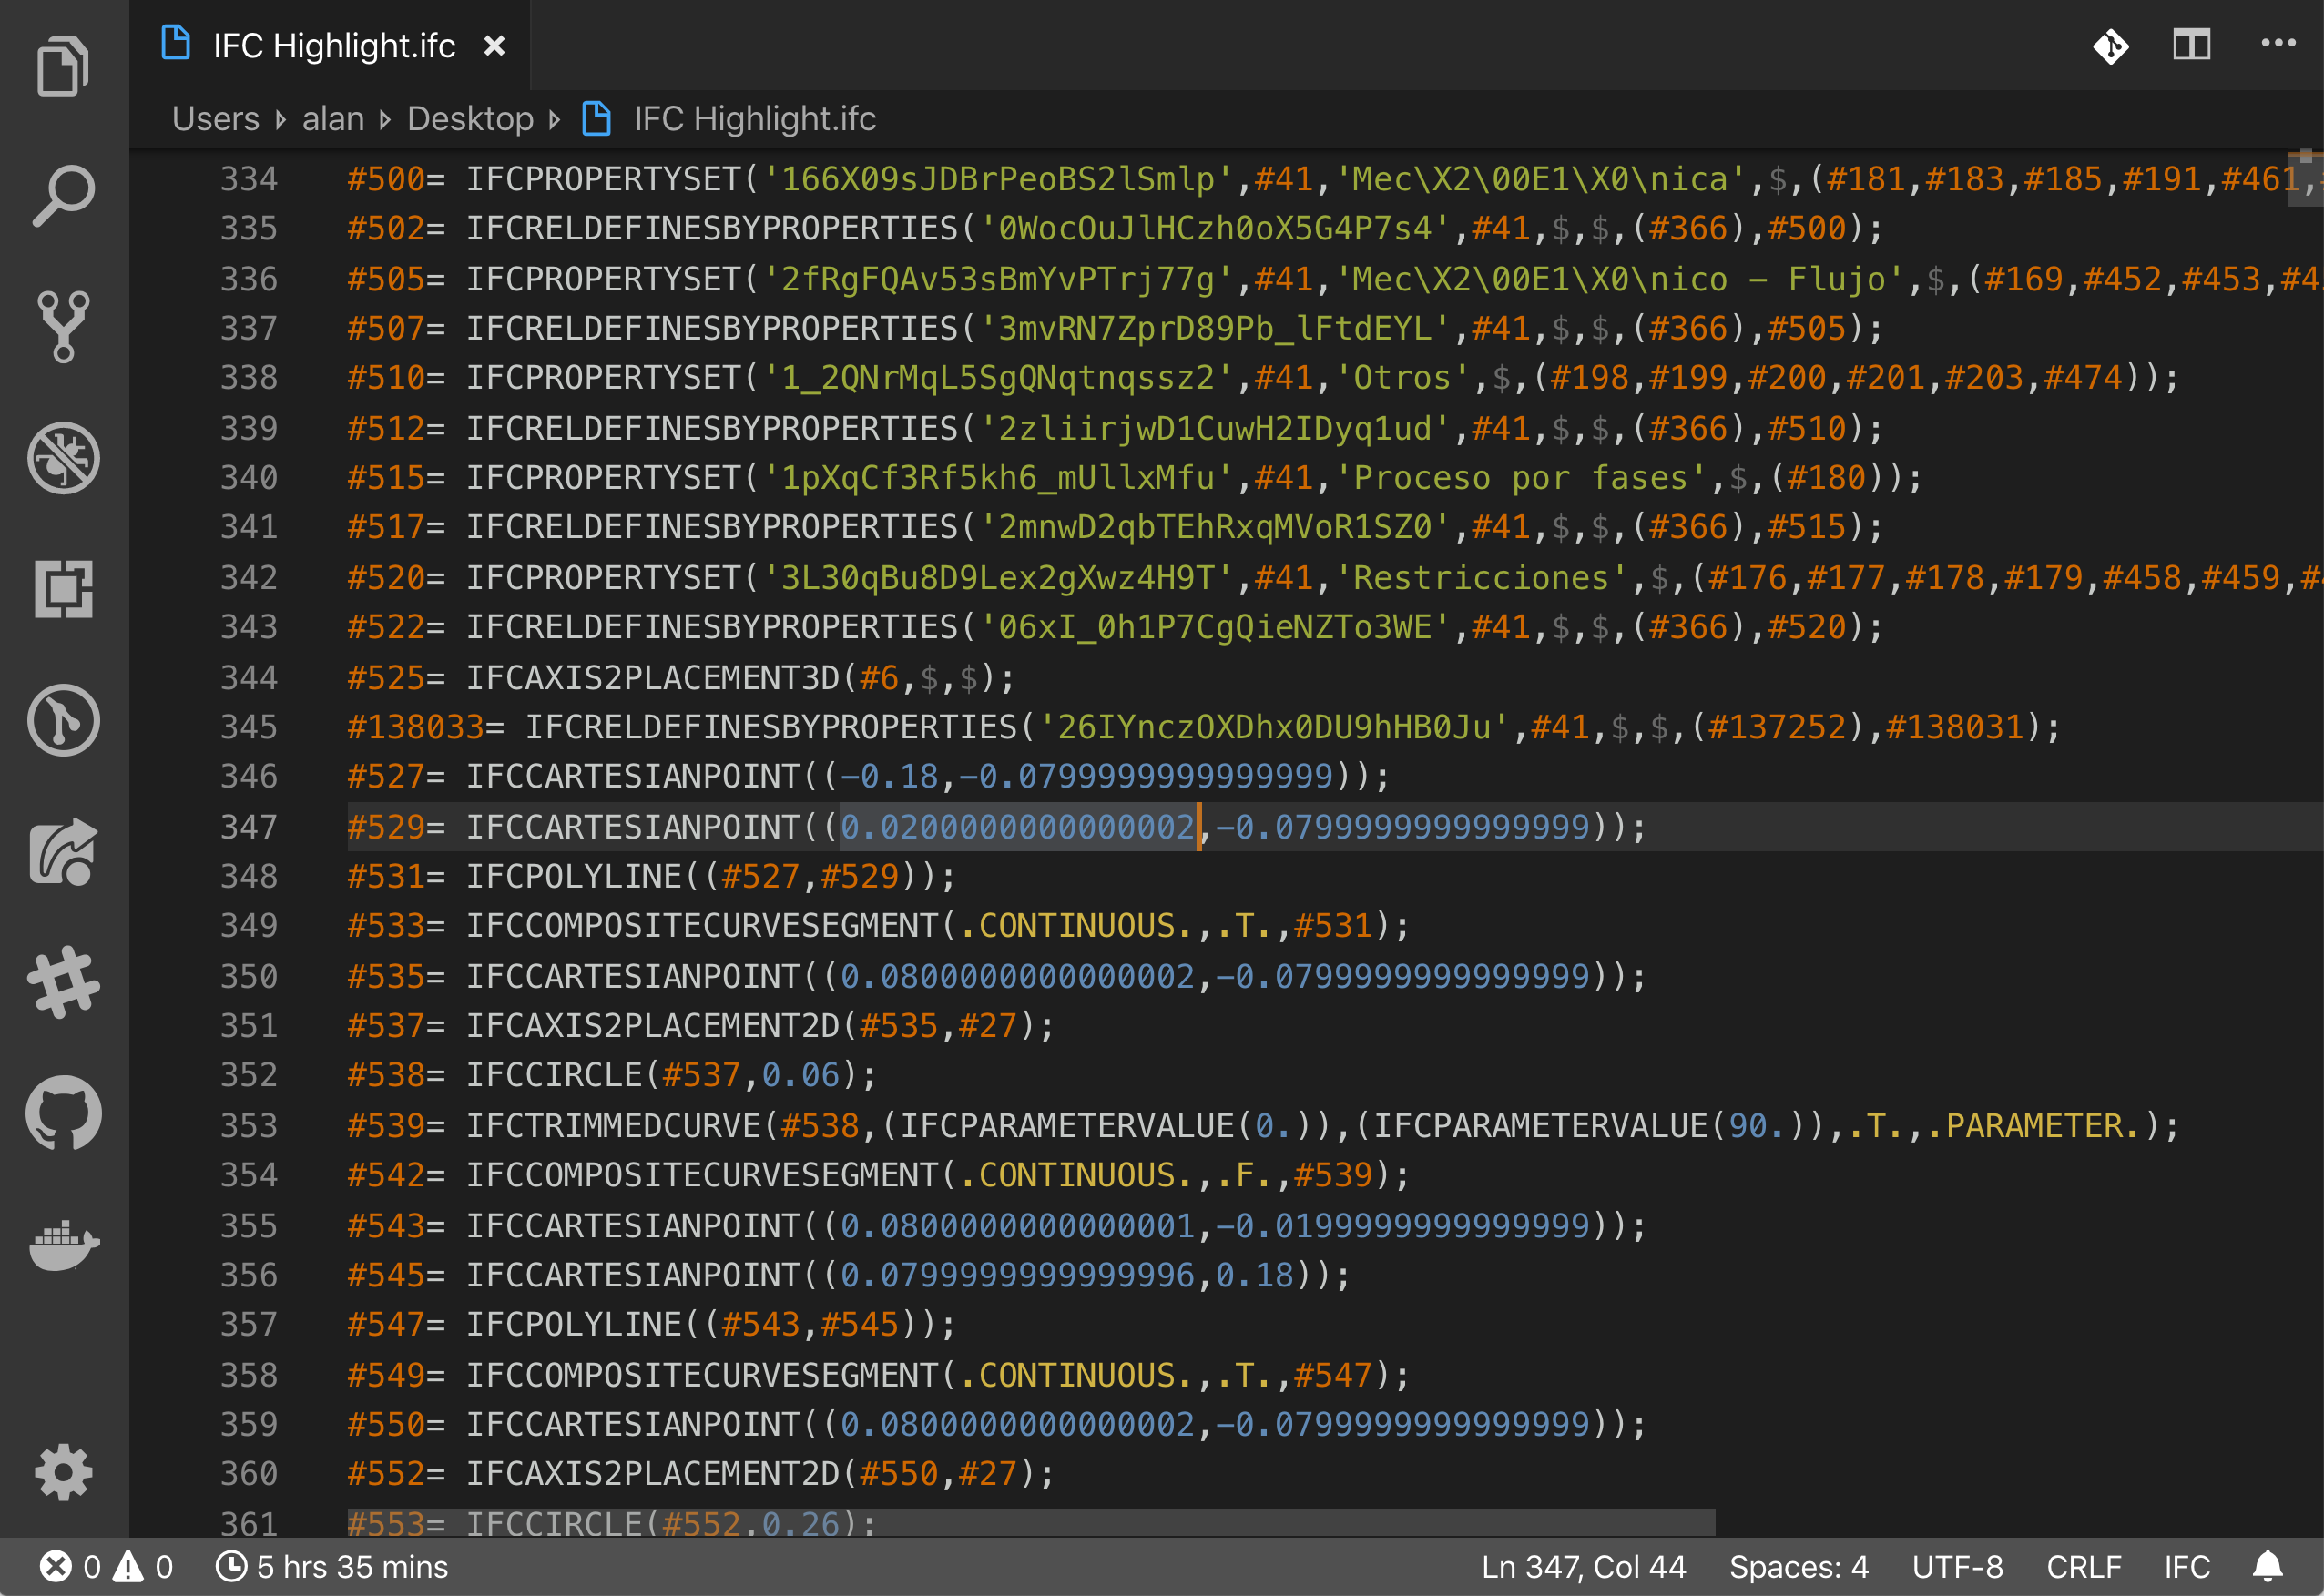 IFC Highlight.ifc
Users Desktop alan IFC Highlight.ifc
334 #500= IFCPROPERTYSET('166X09sJDBrPeoBS2lSmlp',#41,'Mec\X2\00E1\X0\nica',$,(#181,#183,#185,#191,#461,
335 #502= IFCRELDEFINESBYPROPERTIES('0WocOuJlHCzh0oX5G4P7s4',#41,$,$,(#366),#500);
336 #505= IFCPROPERTYSET('2fRgFQAv53sBmYvPTrj77g',#41,'Mec\X2\00E1\X0\nico - Flujo',$,(#169,#452,#453,#4
337 #507= IFCRELDEFINESBYPROPERTIES('3mvRN7ZprD89Pb_lFtdEYL',#41,$,$,(#366),#505);
338 #510= IFCPROPERTYSET('1_2QNrMqL5SgQNqtnqssz2',#41,'Otros',$,(#198,#199,#200,#201,#203,#474));
339 #512= IFCRELDEFINESBYPROPERTIES('2zliirjwD1CuwH2IDyq1ud',#41,$,$,(#366),#510);
340 #515= IFCPROPERTYSET('1pXqCf3Rf5kh6_mUllxMfu',#41,'Proceso por fases',$,(#180));
341 #517= IFCRELDEFINESBYPROPERTIES('2mnwD2qbTEhRxqMVoR1SZ0',#41,$,$,(#366),#515);
342 #520= IFCPROPERTYSET('3L30qBu8D9Lex2gXwz4H9T',#41,'Restricciones',$,(#176,#177,#178,#179,#458,#459,#
343 #522= IFCRELDEFINESBYPROPERTIES('06xI_0h1P7CgQieNZTo3WE',#41,$,$,(#366),#520);
344 #525= IFCAXIS2PLACEMENT3D(#6,$,$);
345 #138033= IFCRELDEFINESBYPROPERTIES('26IYnczOXDhx0DU9hHB0Ju',#41,$,$,(#137252),#138031);
346 #527= IFCCARTESIANPOINT((-0.18,-0.0799999999999999));
347 #529= IFCCARTESIANPOINT((0.0200000000000002,-0.0799999999999999));
348 #531= IFCPOLYLINE((#527,#529));
349 #533= IFCCOMPOSITECURVESEGMENT(.CONTINUOUS.,.T.,#531);
350 #535= IFCCARTESIANPOINT((0.0800000000000002,-0.0799999999999999));
351 #537= IFCAXIS2PLACEMENT2D(#535,#27);
352 #538= IFCCIRCLE(#537,0.06);
353 #539= IFCTRIMMEDCURVE(#538,(IFCPARAMETERVALUE(0.)),(IFCPARAMETERVALUE(90.)),.T.,.PARAMETER.);
354 #542= IFCCOMPOSITECURVESEGMENT(.CONTINUOUS.,.F.,#539);
355 #543= IFCCARTESIANPOINT((0.0800000000000001,-0.0199999999999999));
356 #545= IFCCARTESIANPOINT((0.0799999999999996,0.18));
357 #547= IFCPOLYLINE((#543,#545));
358 #549= IFCCOMPOSITECURVESEGMENT(.CONTINUOUS.,.T.,#547);
359 #550= IFCCARTESIANPOINT((0.0800000000000002,-0.0799999999999999));
360 #552= IFCAXIS2PLACEMENT2D(#550,#27);
361 #553= IFCCIRCLE(#552,0.26);
0 0 5 hrs 35 mins Ln 347, Col 44 Spaces: 4 UTF-8 CRLF IFC